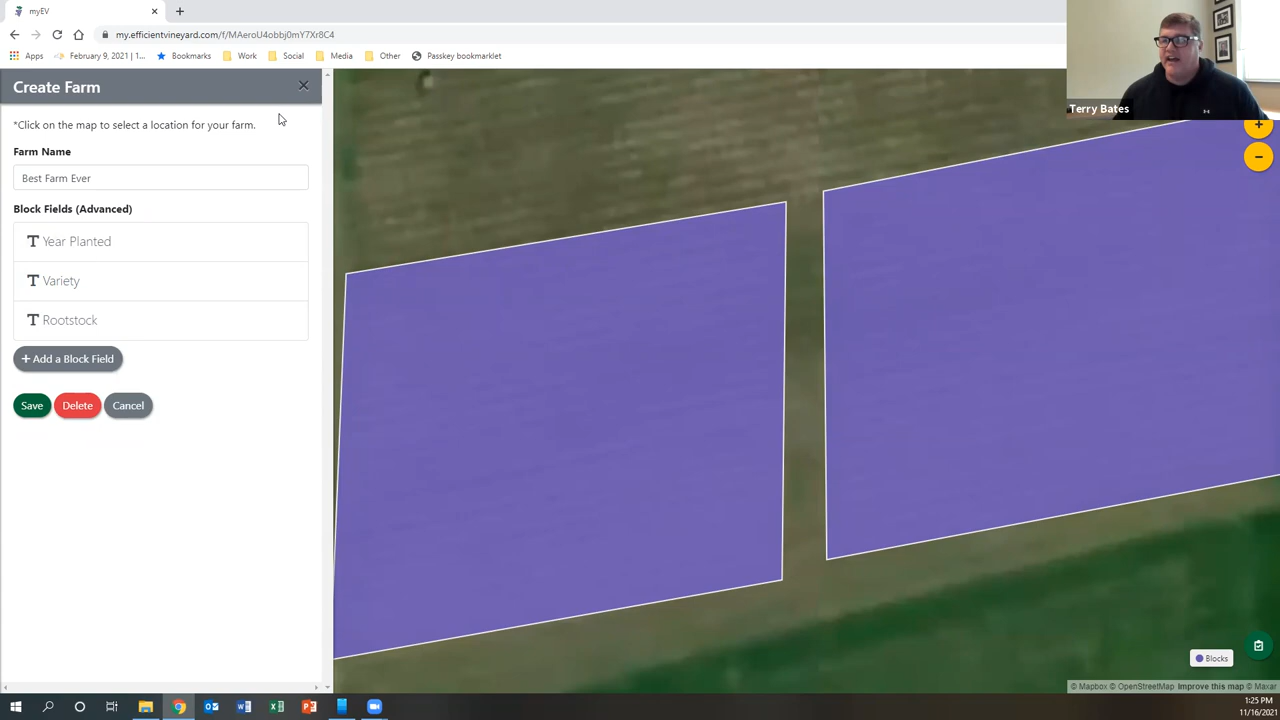 myEV
my.efficientvineyard.com/f/MAeroU4obbj0mY7Xr8C4
Apps
February 9, 2021 | 1...
Bookmarks
Work
Social
Media
Other
Passkey bookmarklet
Terry Bates
Create Farm
*Click on the map to select a location for your farm.
Farm Name
Best Farm Ever
Block Fields (Advanced)
T Year Planted
T Variety
T Rootstock
+ Add a Block Field
Save Delete Cancel
Blocks
© Mapbox © OpenStreetMap Improve this map © Maxar
1:25 PM
11/16/2021